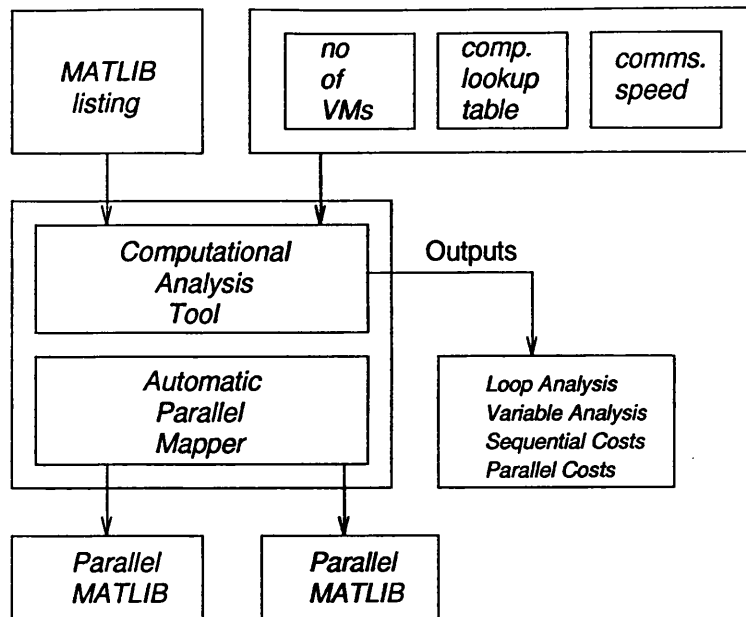 MATLIB
listing
no
of
VMs
comp.
lookup
table
comms.
speed
Computational
Analysis
Tool
Outputs
Automatic
Parallel
Mapper
Loop Analysis
Variable Analysis
Sequential Costs
Parallel Costs
Parallel
MATLIB
Parallel
MATLIB